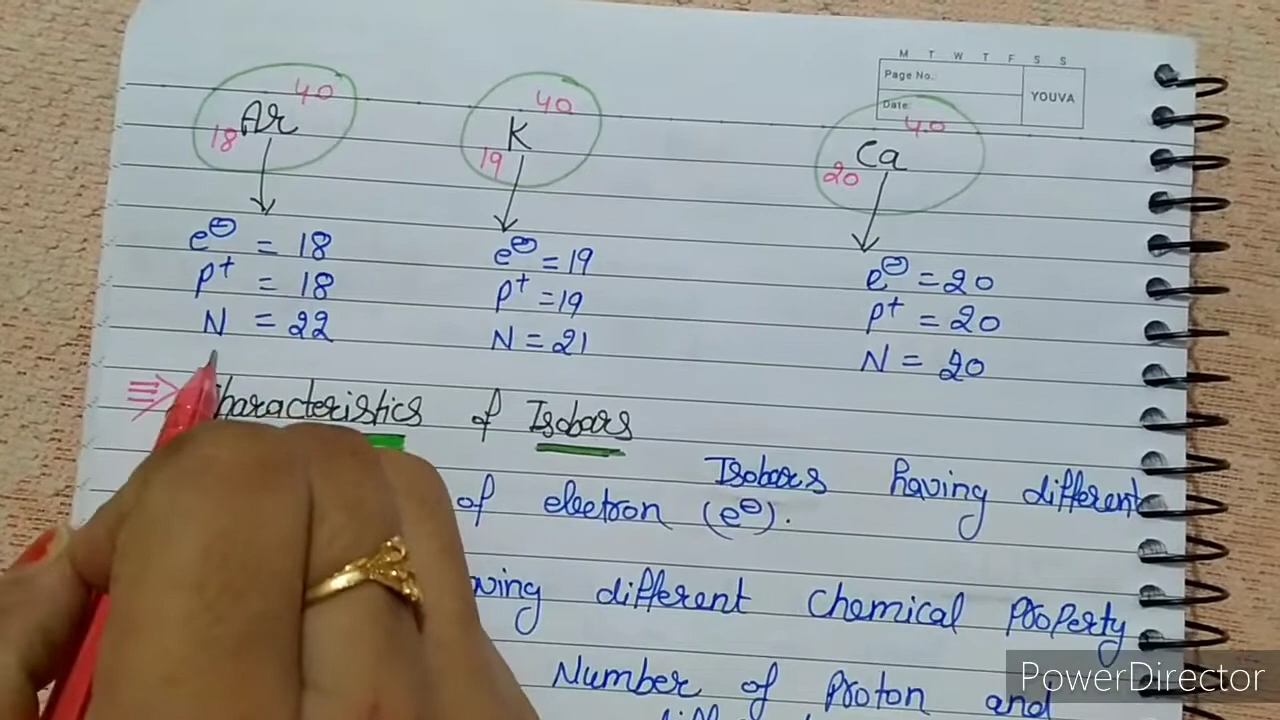 M T W T F S S
Page No.:
YOUVA
Date:
40 40 40
Ar K Ca
18 19 20
e⊖ = 18 e⊖ = 19 e⊖ = 20
p+ = 18 p+ = 19 p+ = 20
N = 22 N = 21 N = 20
⇒ Characteristics of Isobars
Isobars having different
of electron (e⊖).
ving different Chemical Property
Number of Proton and
PowerDirector